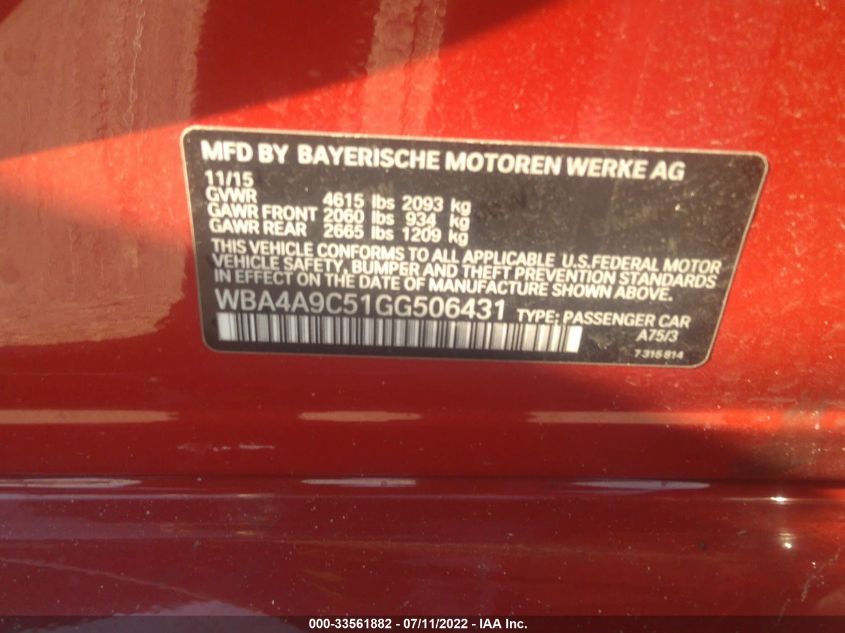 MFD BY BAYERISCHE MOTOREN WERKE AG
11/15
GVWR 4615 lbs 2093 kg
GAWR FRONT 2060 lbs 934 kg
GAWR REAR 2665 lbs 1209 kg
THIS VEHICLE CONFORMS TO ALL APPLICABLE U.S.FEDERAL MOTOR
VEHICLE SAFETY, BUMPER AND THEFT PREVENTION STANDARDS
IN EFFECT ON THE DATE OF MANUFACTURE SHOWN ABOVE.
WBA4A9C51GG506431 TYPE: PASSENGER CAR
A75/3
7 316 814
000-33561882 - 07/11/2022 - IAA Inc.